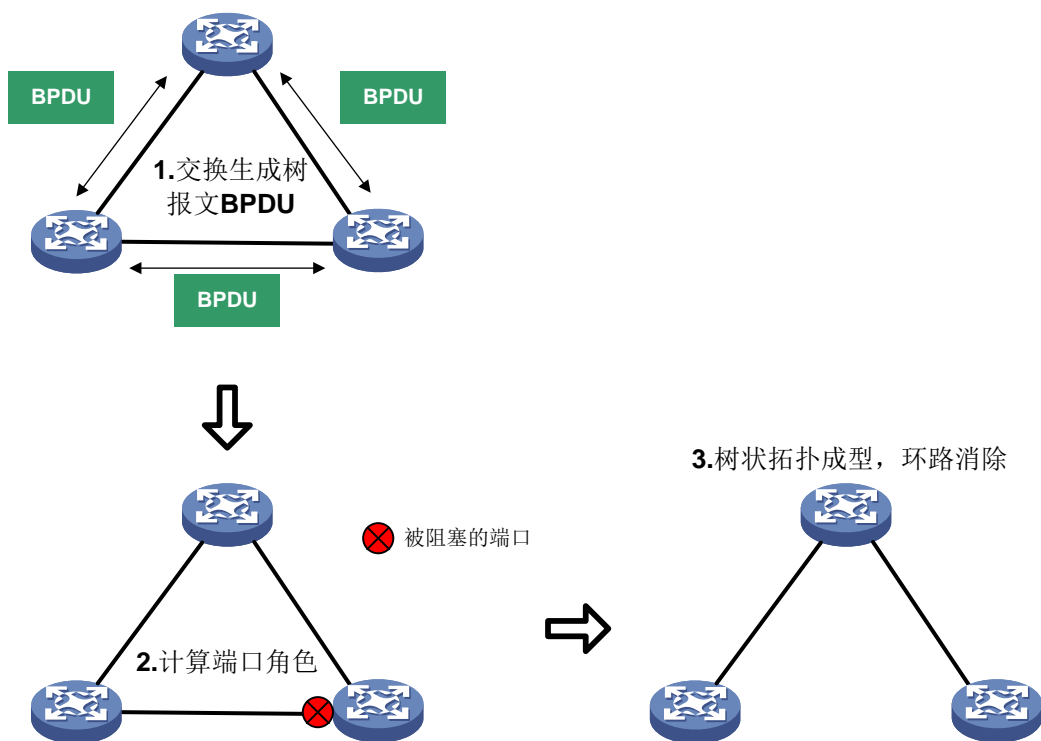 BPDU
BPDU
1.交换生成树
报文BPDU
BPDU
3.树状拓扑成型，环路消除
被阻塞的端口
2.计算端口角色